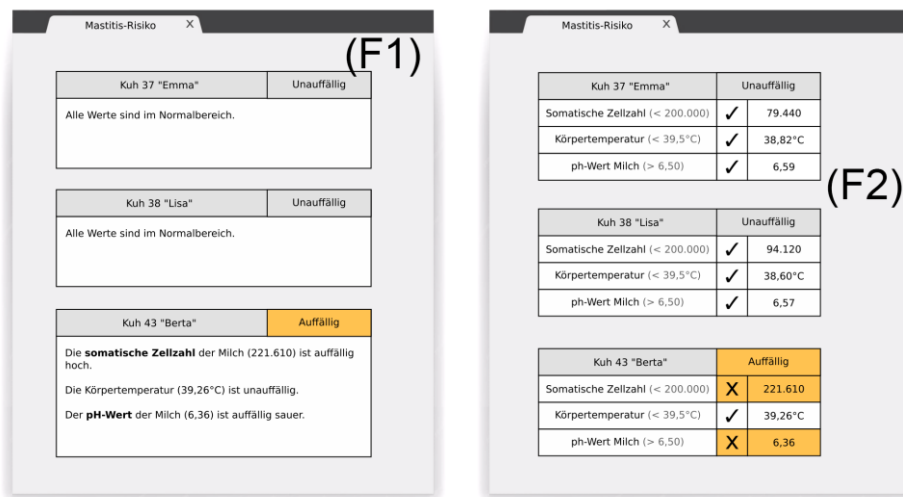 Mastitis-Risiko X
(F1)
Kuh 37 "Emma" Unauffällig
Alle Werte sind im Normalbereich.
Kuh 38 "Lisa" Unauffällig
Alle Werte sind im Normalbereich.
Kuh 43 "Berta" Auffällig
Die somatische Zellzahl der Milch (221.610) ist auffällig
hoch.
Die Körpertemperatur (39,26°C) ist unauffällig.
Der pH-Wert der Milch (6,36) ist auffällig sauer.
Mastitis-Risiko X
Kuh 37 "Emma" Unauffällig
Somatische Zellzahl (< 200.000) ✓ 79.440
Körpertemperatur (< 39,5°C) ✓ 38,82°C
ph-Wert Milch (> 6,50) ✓ 6,59
(F2)
Kuh 38 "Lisa" Unauffällig
Somatische Zellzahl (< 200.000) ✓ 94.120
Körpertemperatur (< 39,5°C) ✓ 38,60°C
ph-Wert Milch (> 6,50) ✓ 6,57
Kuh 43 "Berta" Auffällig
Somatische Zellzahl (< 200.000) X 221.610
Körpertemperatur (< 39,5°C) ✓ 39,26°C
ph-Wert Milch (> 6,50) X 6,36